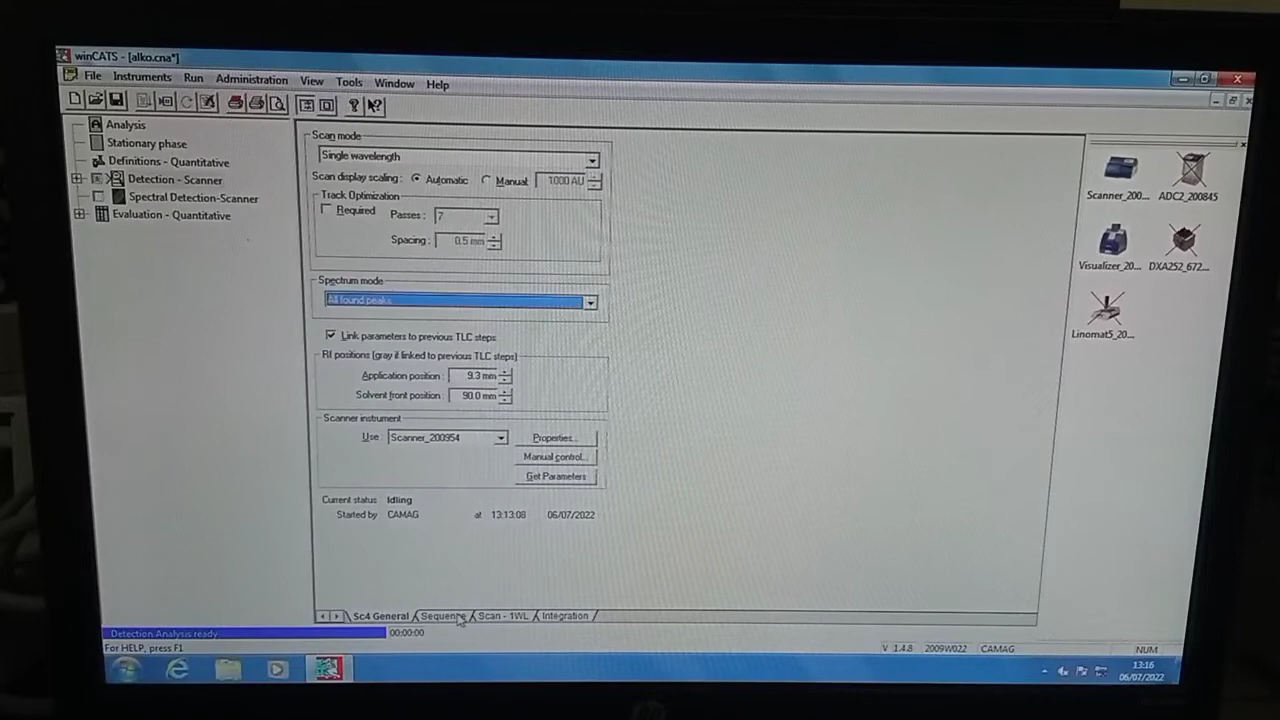 winCATS - [alko.cna*]
File Instruments Run Administration View Tools Window Help
Analysis
Stationary phase
Definitions - Quantitative
Detection - Scanner
Spectral Detection-Scanner
Evaluation - Quantitative
Scan mode
Single wavelength
Scan display scaling: Automatic Manual 1000 AU
Track Optimization
Required Passes: 7
Spacing: 0.5 mm
Spectrum mode
All found peaks
Link parameters to previous TLC steps
Rf positions (gray if linked to previous TLC steps)
Application position: 9.3 mm
Solvent front position: 90.0 mm
Scanner instrument
Use Scanner_200954 Properties...
Manual control...
Get Parameters
Current status Idling
Started by CAMAG at 13:13:08 06/07/2022
Sc4 General Sequence Scan - 1WL Integration
Scanner_200... ADC2_200845
Visualizer_20... DXA252_672...
Linomat5_20...
Detection Analysis ready 00:00:00
For HELP, press F1 V 1.4.8 2009W022 CAMAG NUM
13:16
06/07/2022